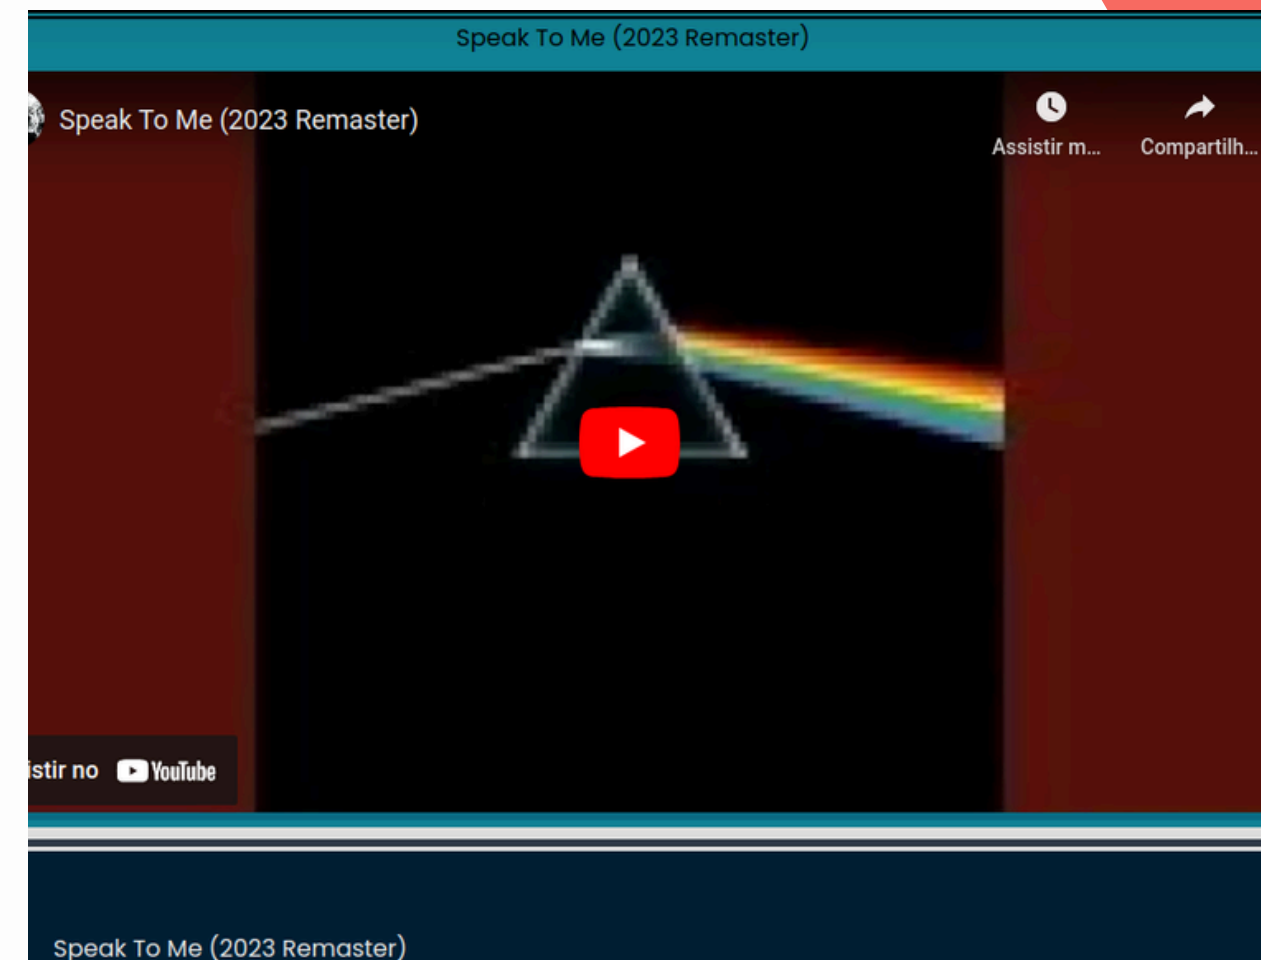 Speak To Me (2023 Remaster)
Speak To Me (2023 Remaster)
Assistir m...
Compartilh...
istir no YouTube
Speak To Me (2023 Remaster)